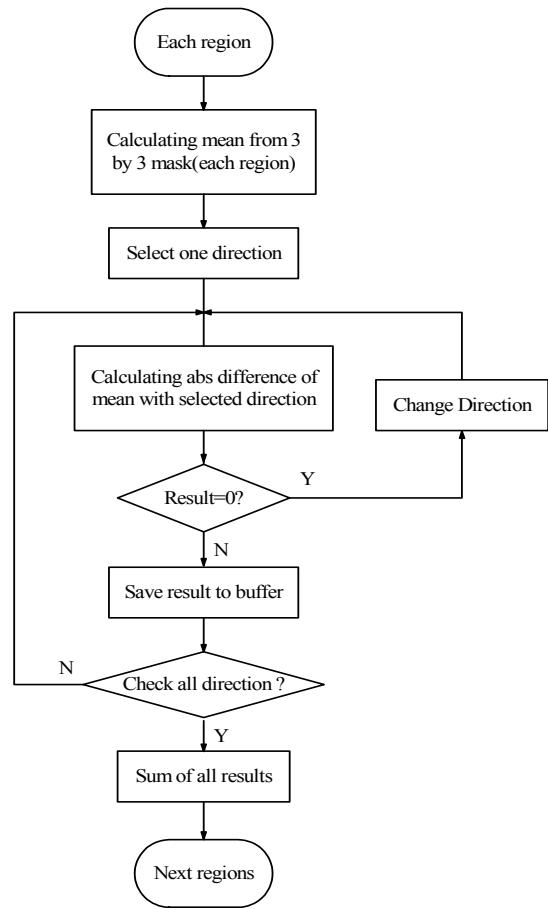 Each region
Calculating mean from 3
by 3 mask(each region)
Select one direction
Calculating abs difference of
mean with selected direction
Change Direction
Result=0?
Y
N
Save result to buffer
Check all direction ?
N
Y
Sum of all results
Next regions